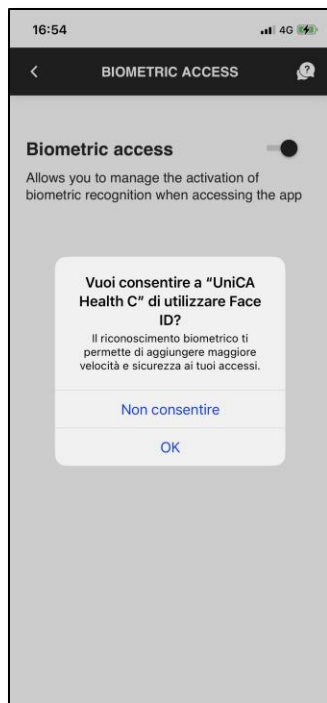 16:54
4G
BIOMETRIC ACCESS
?
Biometric access
Allows you to manage the activation of
biometric recognition when accessing the app
Vuoi consentire a “UniCA
Health C” di utilizzare Face
ID?
Il riconoscimento biometrico ti
permette di aggiungere maggiore
velocità e sicurezza ai tuoi accessi.
Non consentire
OK